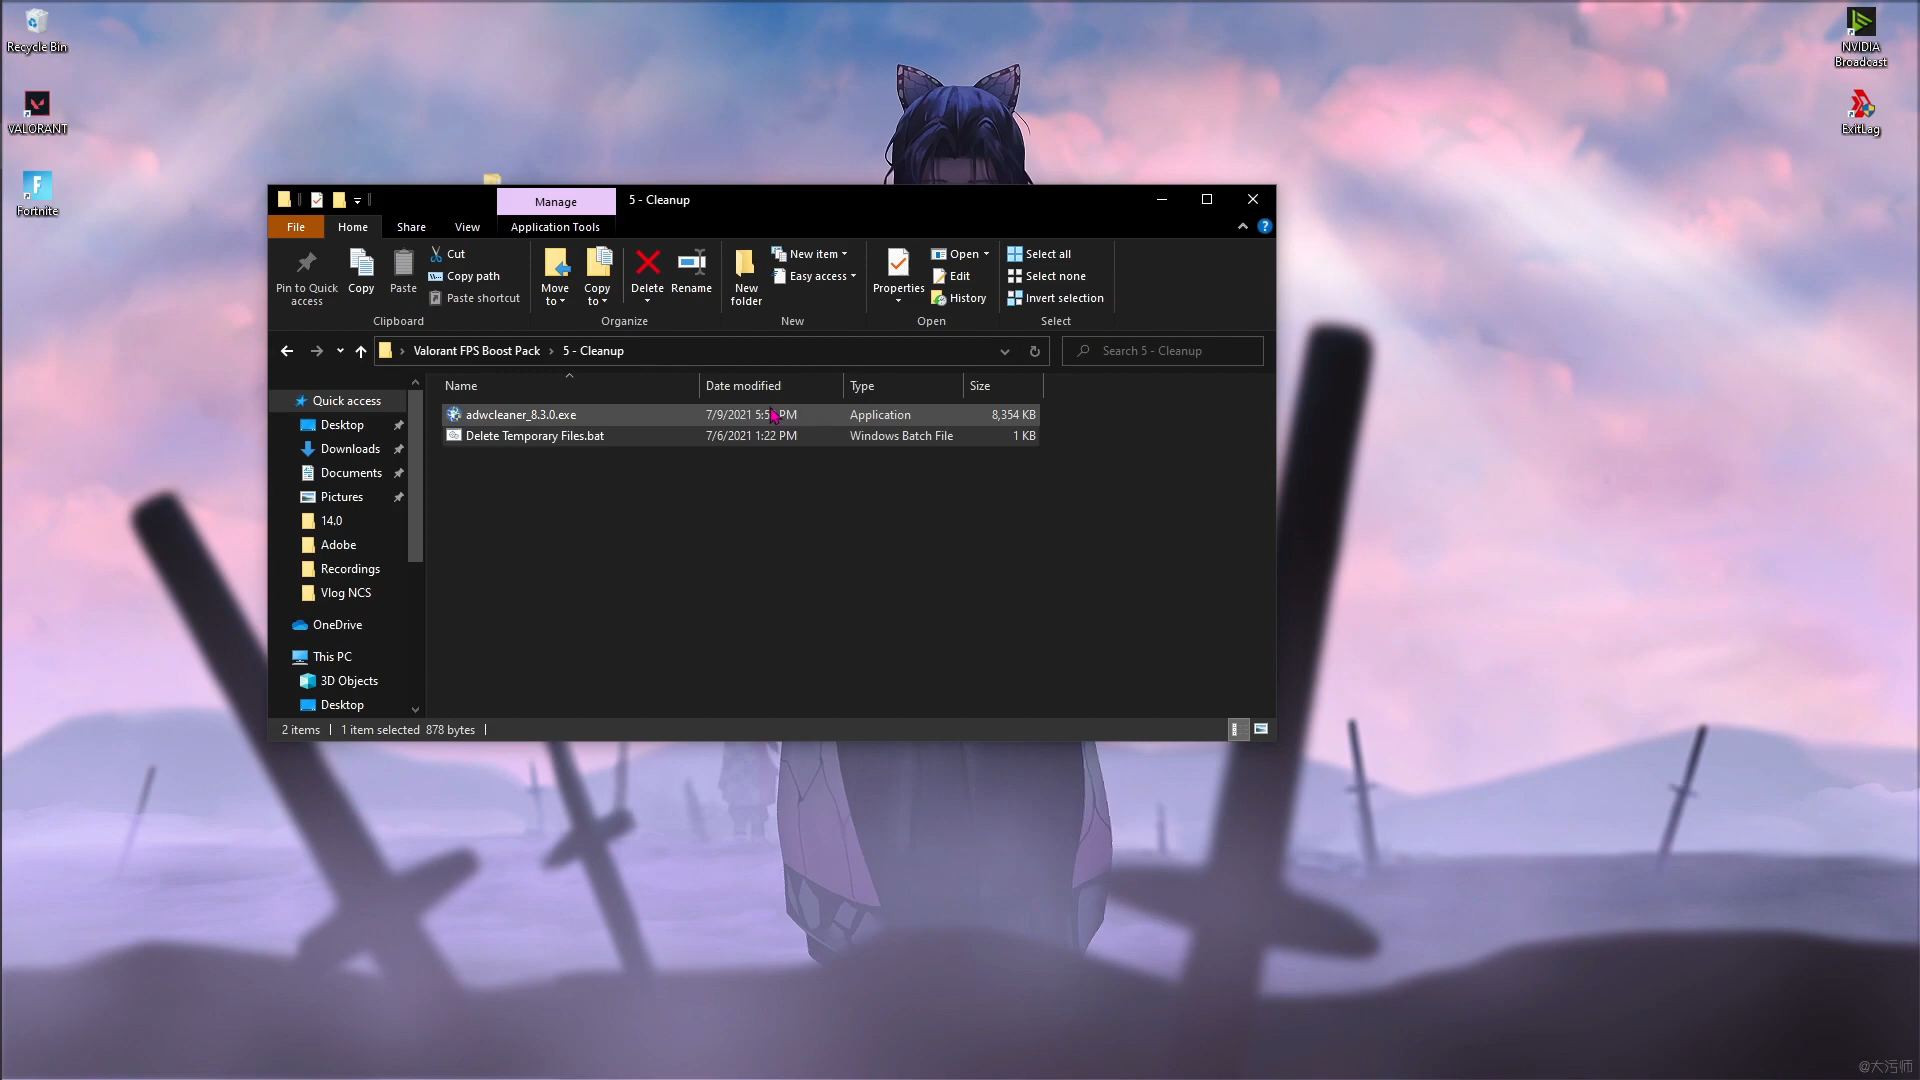 Recycle Bin
VALORANT
Fortnite
NVIDIA
Broadcast
ExitLag
Manage
5 - Cleanup
File
Home
Share
View
Application Tools
Pin to Quick
access
Copy
Paste
Cut
Copy path
Paste shortcut
Clipboard
Move
to
Copy
to
Delete
Rename
Organize
New
folder
New item
Easy access
New
Properties
Open
Edit
History
Open
Select all
Select none
Invert selection
Select
Valorant FPS Boost Pack
5 - Cleanup
Search 5 - Cleanup
Name
Date modified
Type
Size
adwcleaner_8.3.0.exe
7/9/2021 5:5 PM
Application
8,354 KB
Delete Temporary Files.bat
7/6/2021 1:22 PM
Windows Batch File
1 KB
Quick access
Desktop
Downloads
Documents
Pictures
14.0
Adobe
Recordings
Vlog NCS
OneDrive
This PC
3D Objects
Desktop
2 items
1 item selected 878 bytes
@大污师